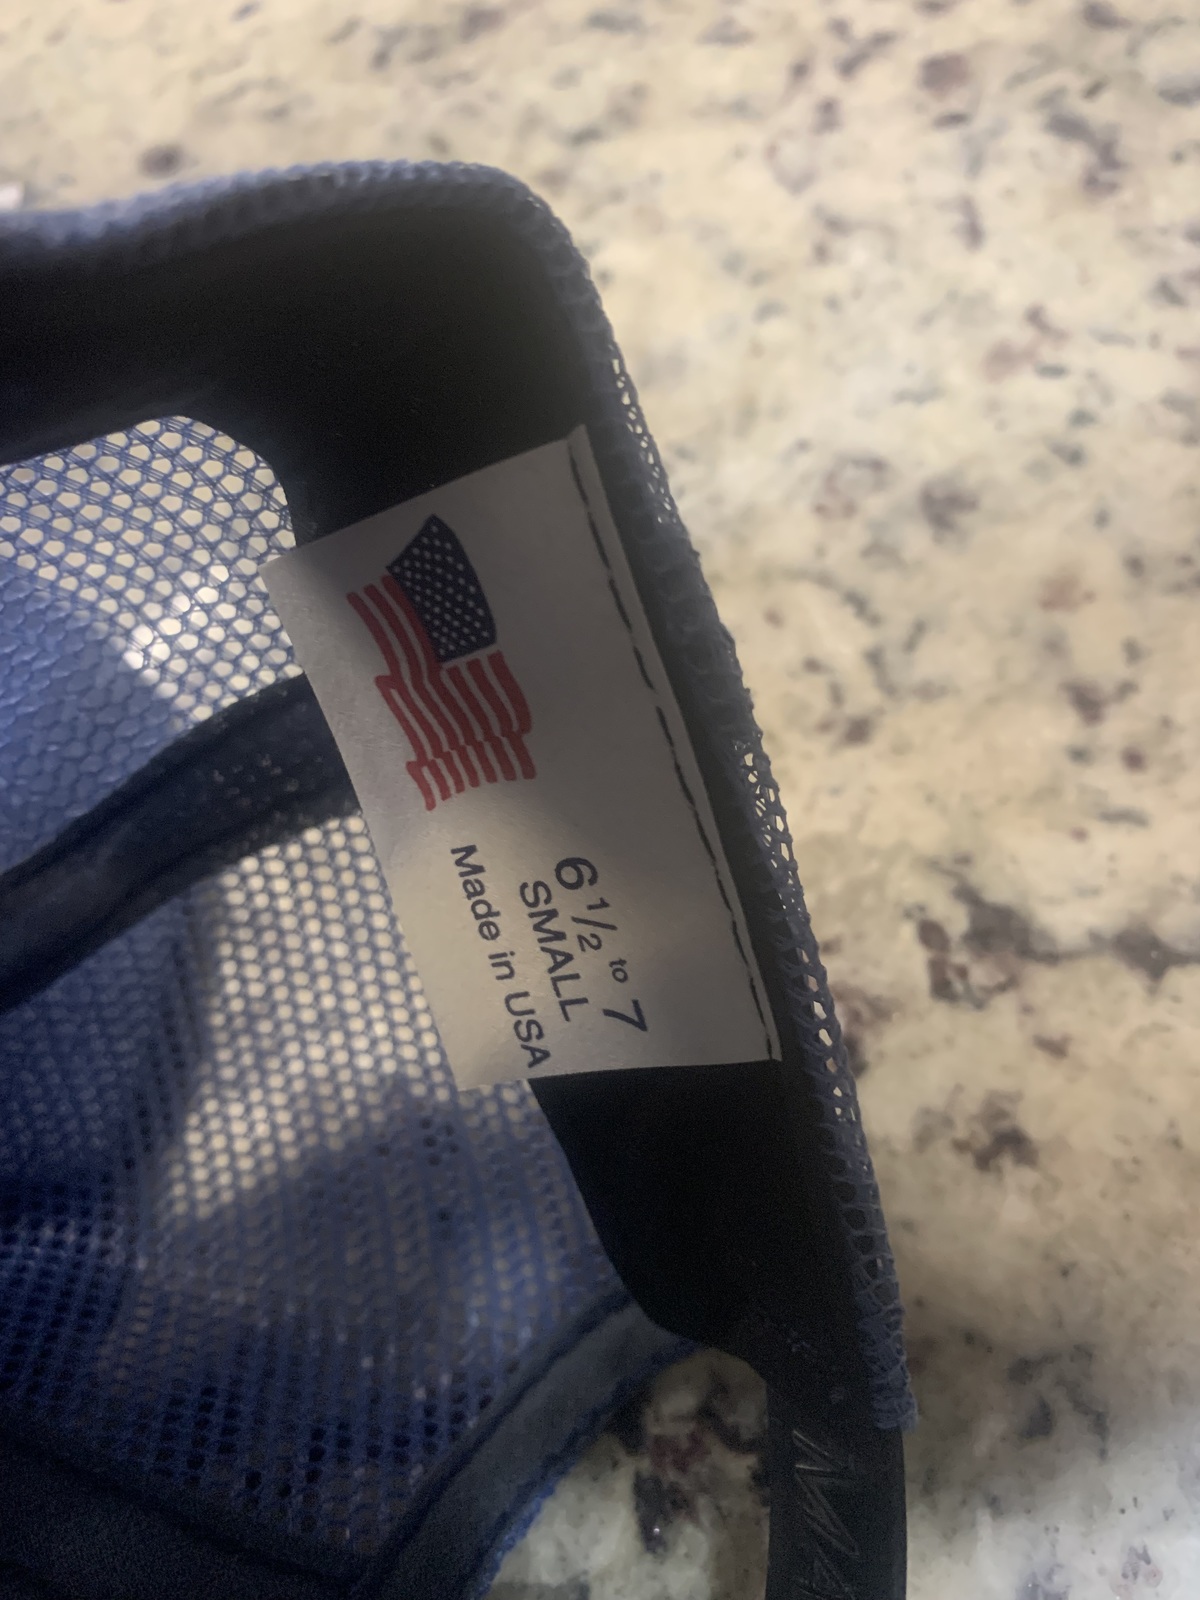 6 1/2 to 7
SMALL
Made in USA